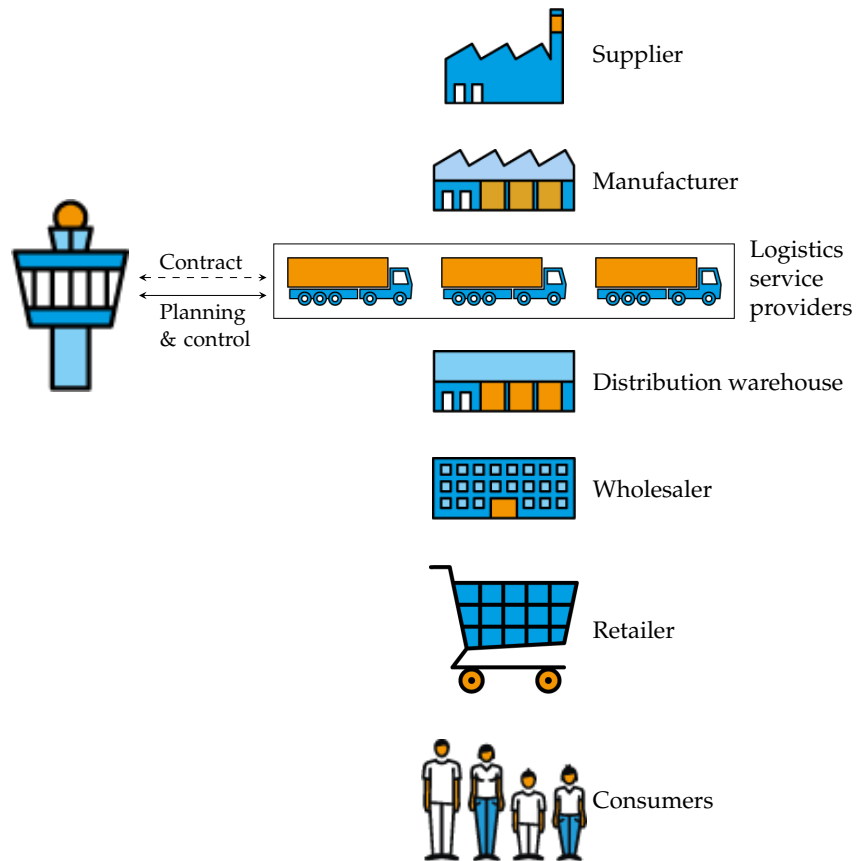 Supplier
Manufacturer
Contract
Planning
& control
Logistics
service
providers
Distribution warehouse
Wholesaler
Retailer
Consumers